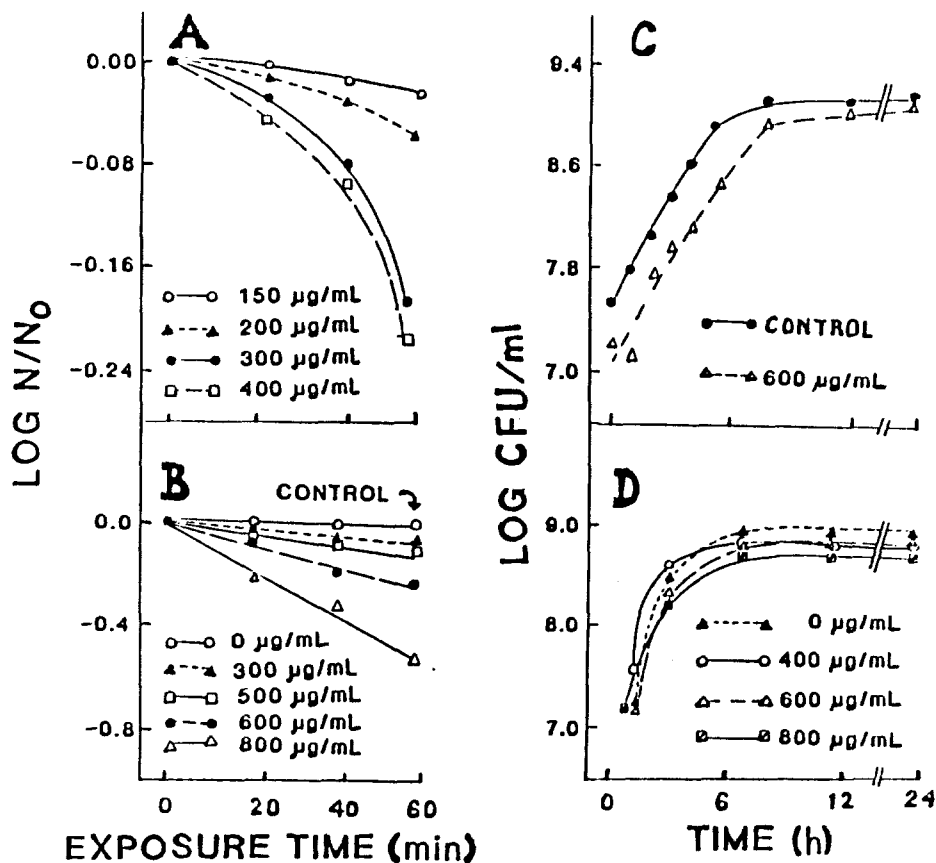 A
0.00
-0.08
-0.16
-0.24
150 µg/mL
200 µg/mL
300 µg/mL
400 µg/mL
LOG N/N0
B
CONTROL
0.0
-0.4
-0.8
0 µg/mL
300 µg/mL
500 µg/mL
600 µg/mL
800 µg/mL
0 20 40 60
EXPOSURE TIME (min)
C
9.4
8.6
7.8
7.0
CONTROL
600 µg/mL
LOG CFU/ml
D
9.0
8.0
7.0
0 µg/mL
400 µg/mL
600 µg/mL
800 µg/mL
0 6 12 24
TIME (h)